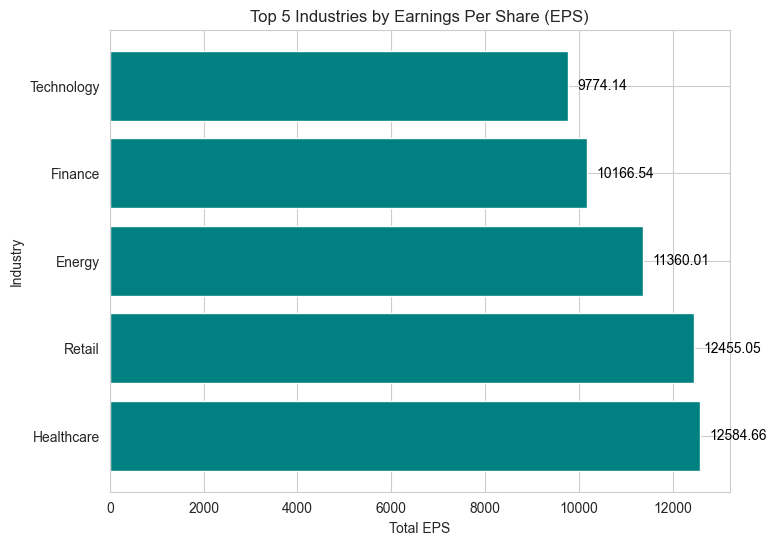 Top 5 Industries by Earnings Per Share (EPS)
Technology
9774.14
Finance
10166.54
Energy
11360.01
Retail
12455.05
Healthcare
12584.66
Industry
0 2000 4000 6000 8000 10000 12000
Total EPS